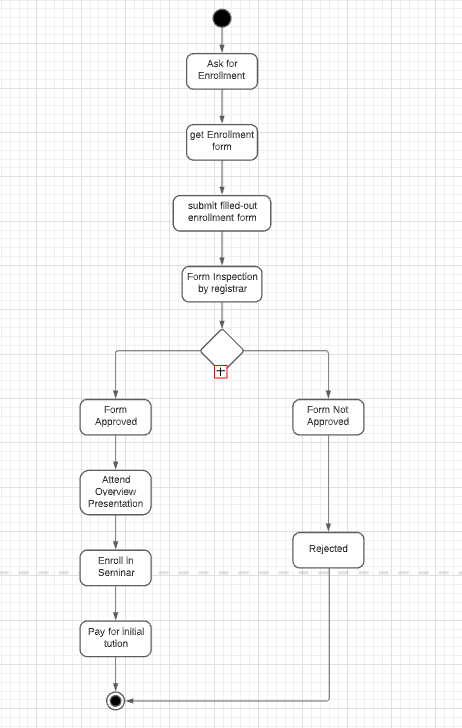 Ask for
Enrollment
get Enrollment
form
submit filled-out
enrollment form
Form Inspection
by registrar
Form
Approved
Form Not
Approved
Attend
Overview
Presentation
Rejected
Enroll in
Seminar
Pay for initial
tution